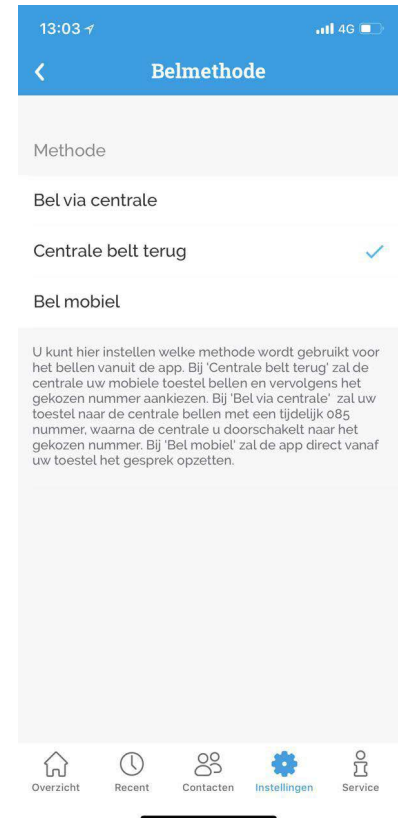 13:03
4G
Belmethode
Methode
Bel via centrale
Centrale belt terug
Bel mobiel
U kunt hier instellen welke methode wordt gebruikt voor
het bellen vanuit de app. Bij 'Centrale belt terug' zal de
centrale uw mobiele toestel bellen en vervolgens het
gekozen nummer aankiezen. Bij 'Bel via centrale' zal uw
toestel naar de centrale bellen met een tijdelijk 085
nummer, waarna de centrale u doorschakelt naar het
gekozen nummer. Bij 'Bel mobiel' zal de app direct vanaf
uw toestel het gesprek opzetten.
Overzicht
Recent
Contacten
Instellingen
Service